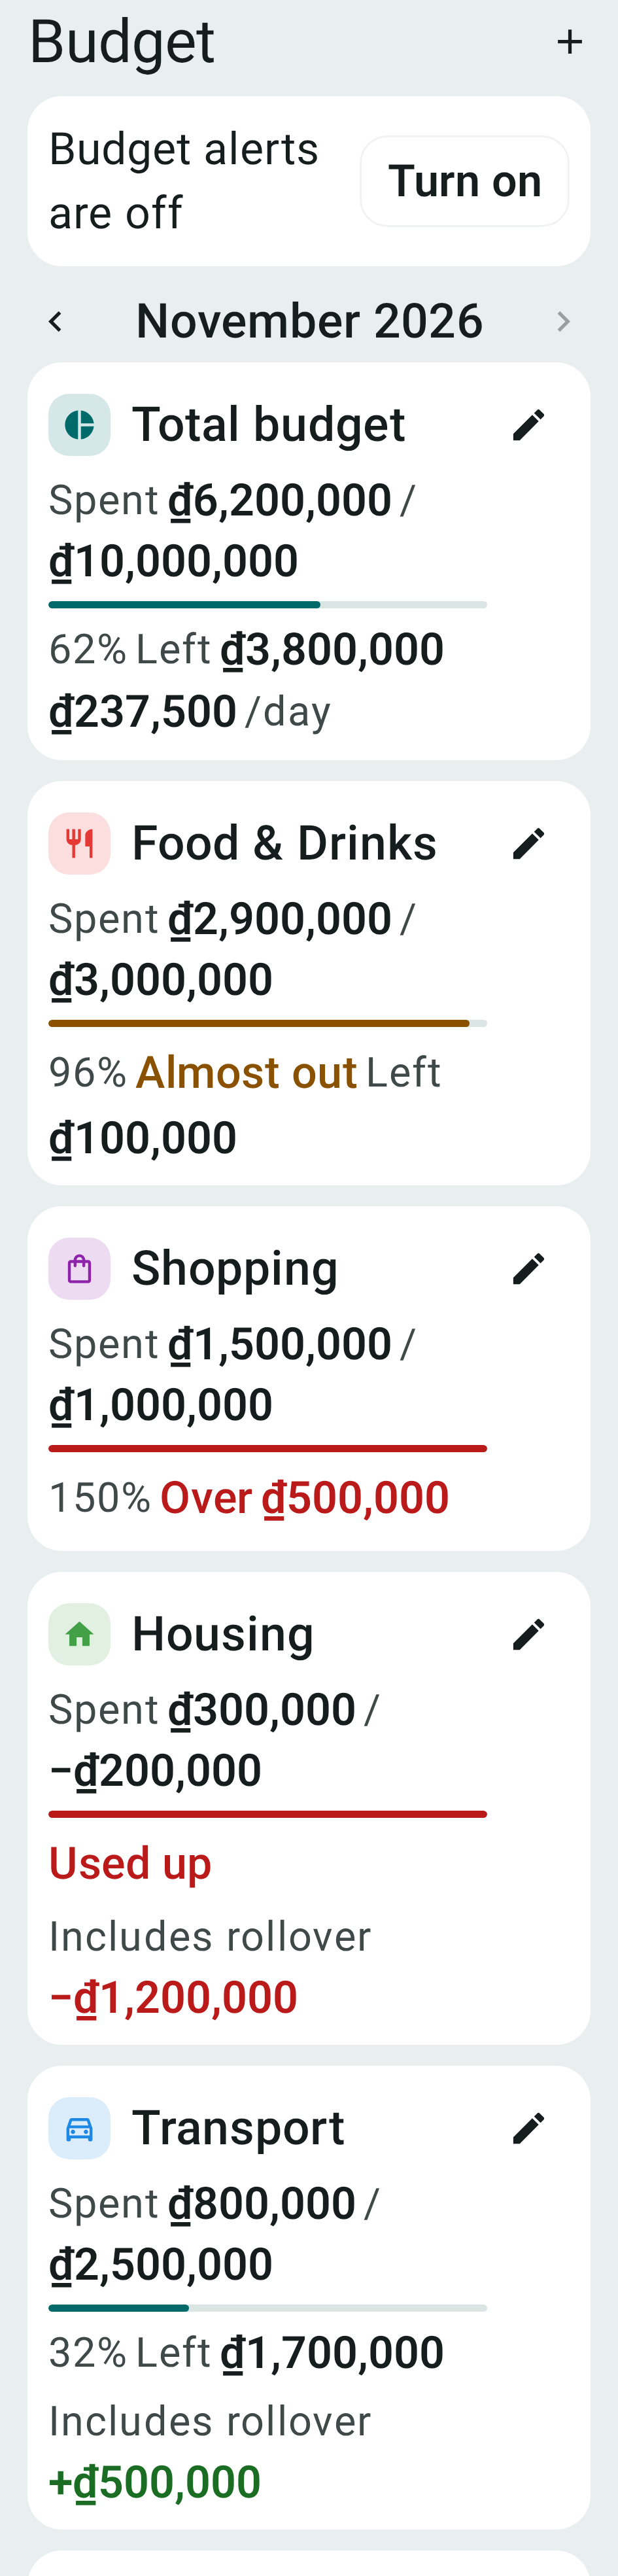 Budget
Budget alerts
are off
Turn on
November 2026
Total budget
Spent ₫6,200,000 /
₫10,000,000
62% Left ₫3,800,000
₫237,500 /day
Food & Drinks
Spent ₫2,900,000 /
₫3,000,000
96% Almost out Left
₫100,000
Shopping
Spent ₫1,500,000 /
₫1,000,000
150% Over ₫500,000
Housing
Spent ₫300,000 /
−₫200,000
Used up
Includes rollover
−₫1,200,000
Transport
Spent ₫800,000 /
₫2,500,000
32% Left ₫1,700,000
Includes rollover
+₫500,000